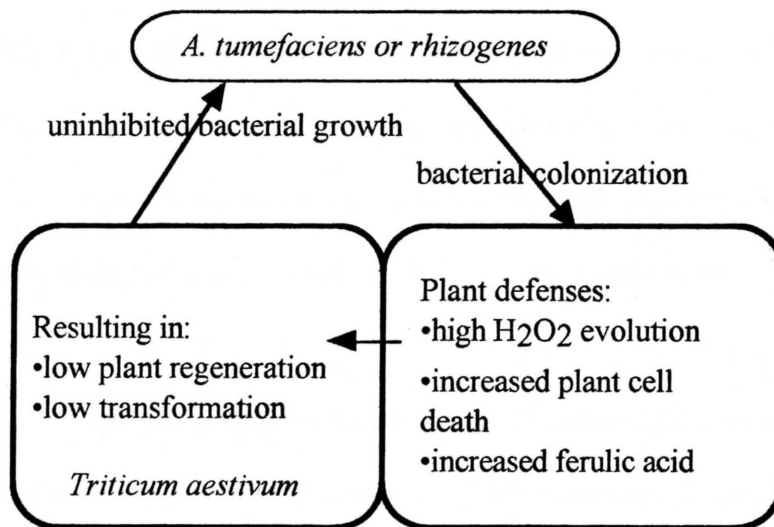 A. tumefaciens or rhizogenes
uninhibited bacterial growth
bacterial colonization
Resulting in:
•low plant regeneration
•low transformation
Triticum aestivum
Plant defenses:
•high H2O2 evolution
•increased plant cell
death
•increased ferulic acid